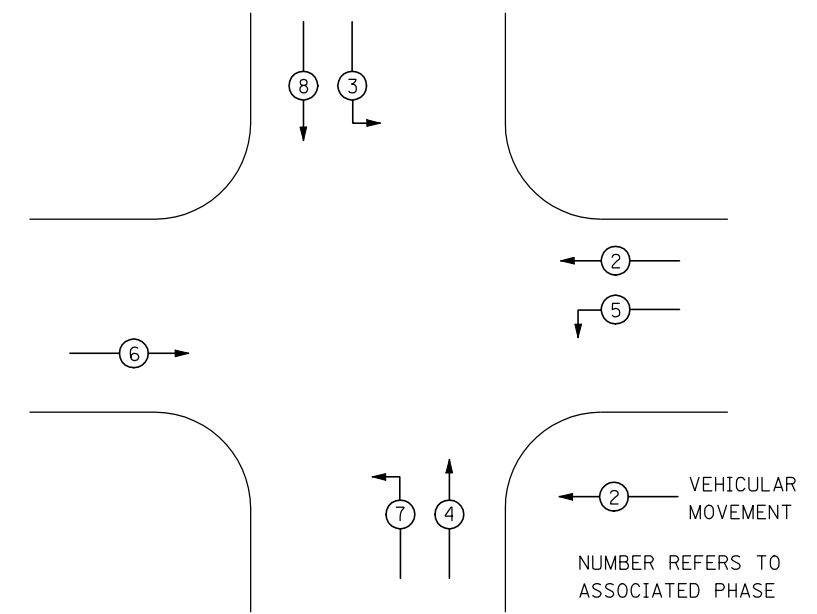 8 3
2
5
6
7 4
2 VEHICULAR
MOVEMENT
NUMBER REFERS TO
ASSOCIATED PHASE